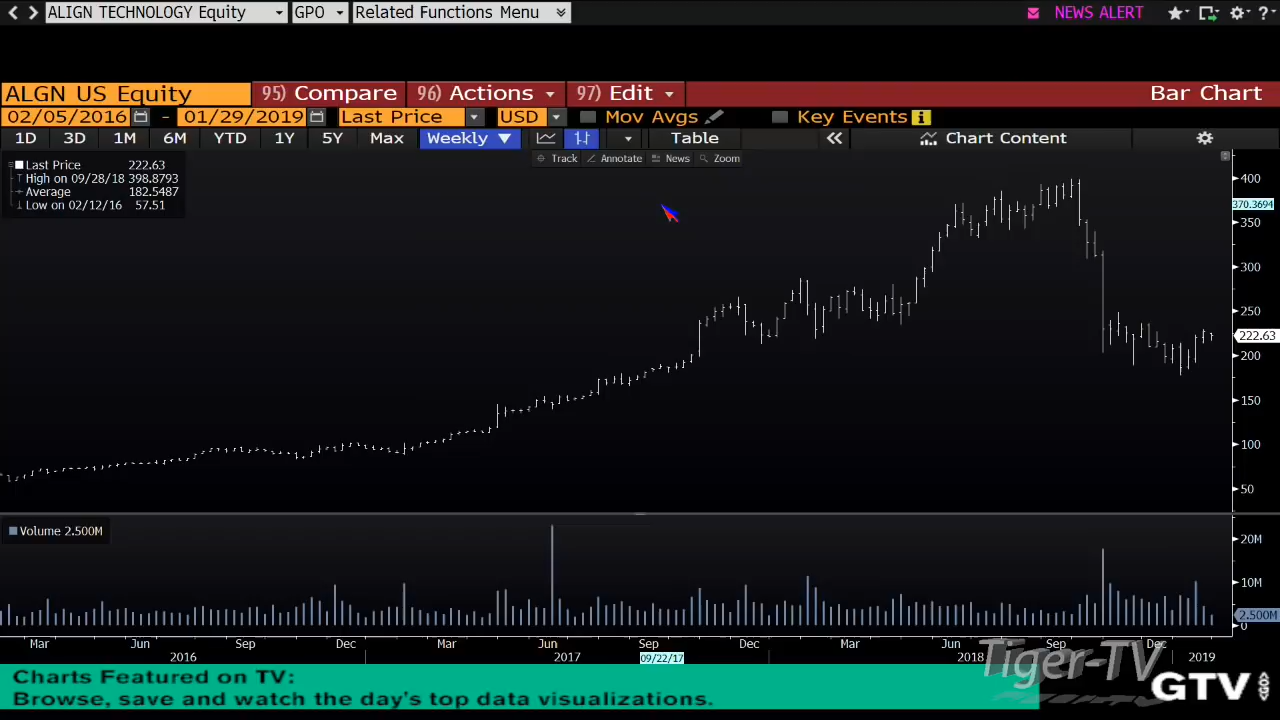 ALIGN TECHNOLOGY Equity GPO Related Functions Menu NEWS ALERT ?
ALGN US Equity 95) Compare 96) Actions 97) Edit Bar Chart
02/05/2016 - 01/29/2019 Last Price USD Mov Avgs Key Events
1D 3D 1M 6M YTD 1Y 5Y Max Weekly Table Chart Content
Track Annotate News Zoom
Last Price 222.63
High on 09/28/18 398.8793
Average 182.5487
Low on 02/12/16 57.51
400
370.3694
350
300
250
222.63
200
150
100
50
Volume 2.500M
20M
10M
2.500M
0
Mar Jun Sep Dec Mar Jun Sep Dec Mar Jun Sep Dec
2016 2017 09/22/17 2018 2019
Tiger-TV
GTV
Charts Featured on TV:
Browse, save and watch the day's top data visualizations.